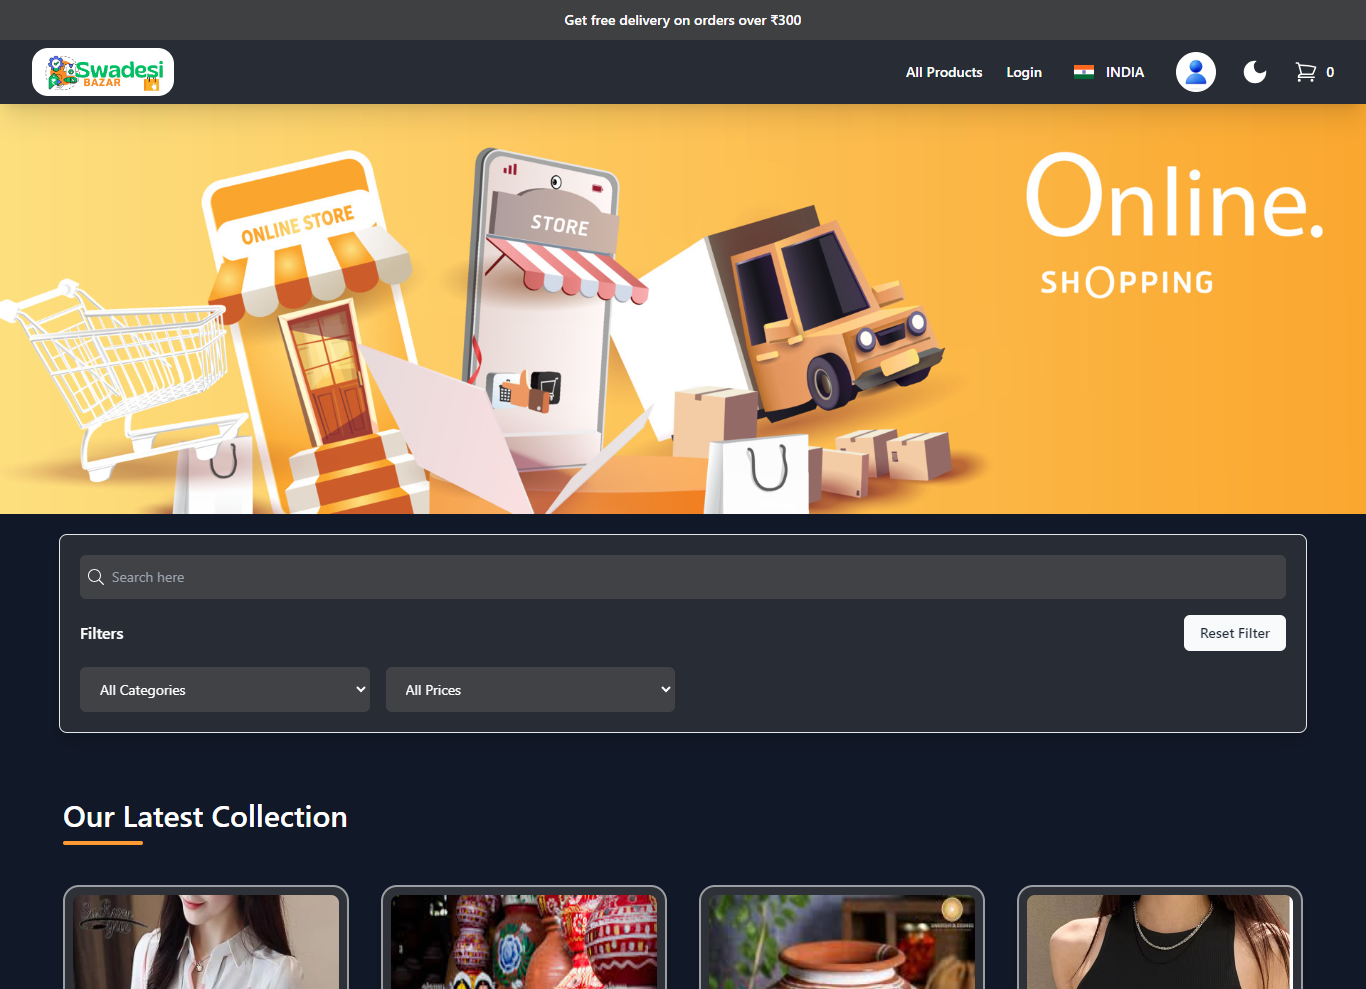 Get free delivery on orders over ₹300
Swadesi
BAZAR
All Products
Login
INDIA
0
ONLINE STORE
STORE
Online.
SHOPPING
Search here
Filters
Reset Filter
All Categories
All Prices
Our Latest Collection